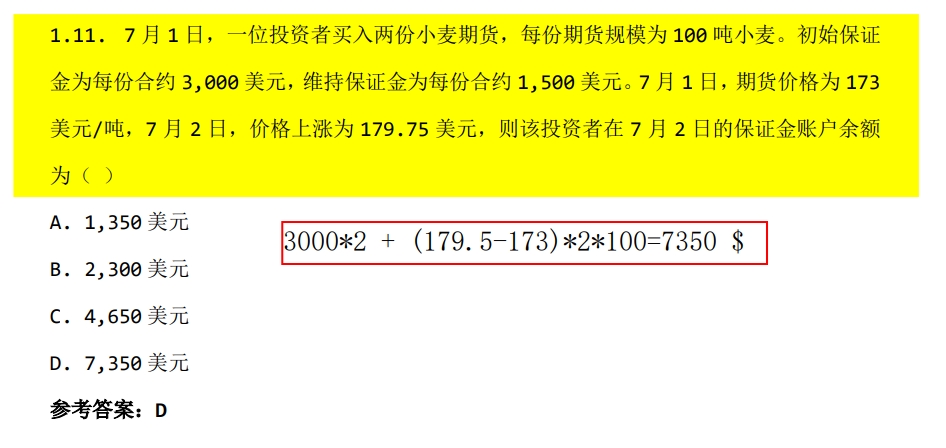 1.11. 7 月 1 日，一位投资者买入两份小麦期货，每份期货规模为 100 吨小麦。初始保证
金为每份合约 3,000 美元，维持保证金为每份合约 1,500 美元。7 月 1 日，期货价格为 173
美元/吨，7 月 2 日，价格上涨为 179.75 美元，则该投资者在 7 月 2 日的保证金账户余额
为（ ）
A. 1,350 美元
3000*2 + (179.5-173)*2*100=7350 $
B. 2,300 美元
C. 4,650 美元
D. 7,350 美元
参考答案：D